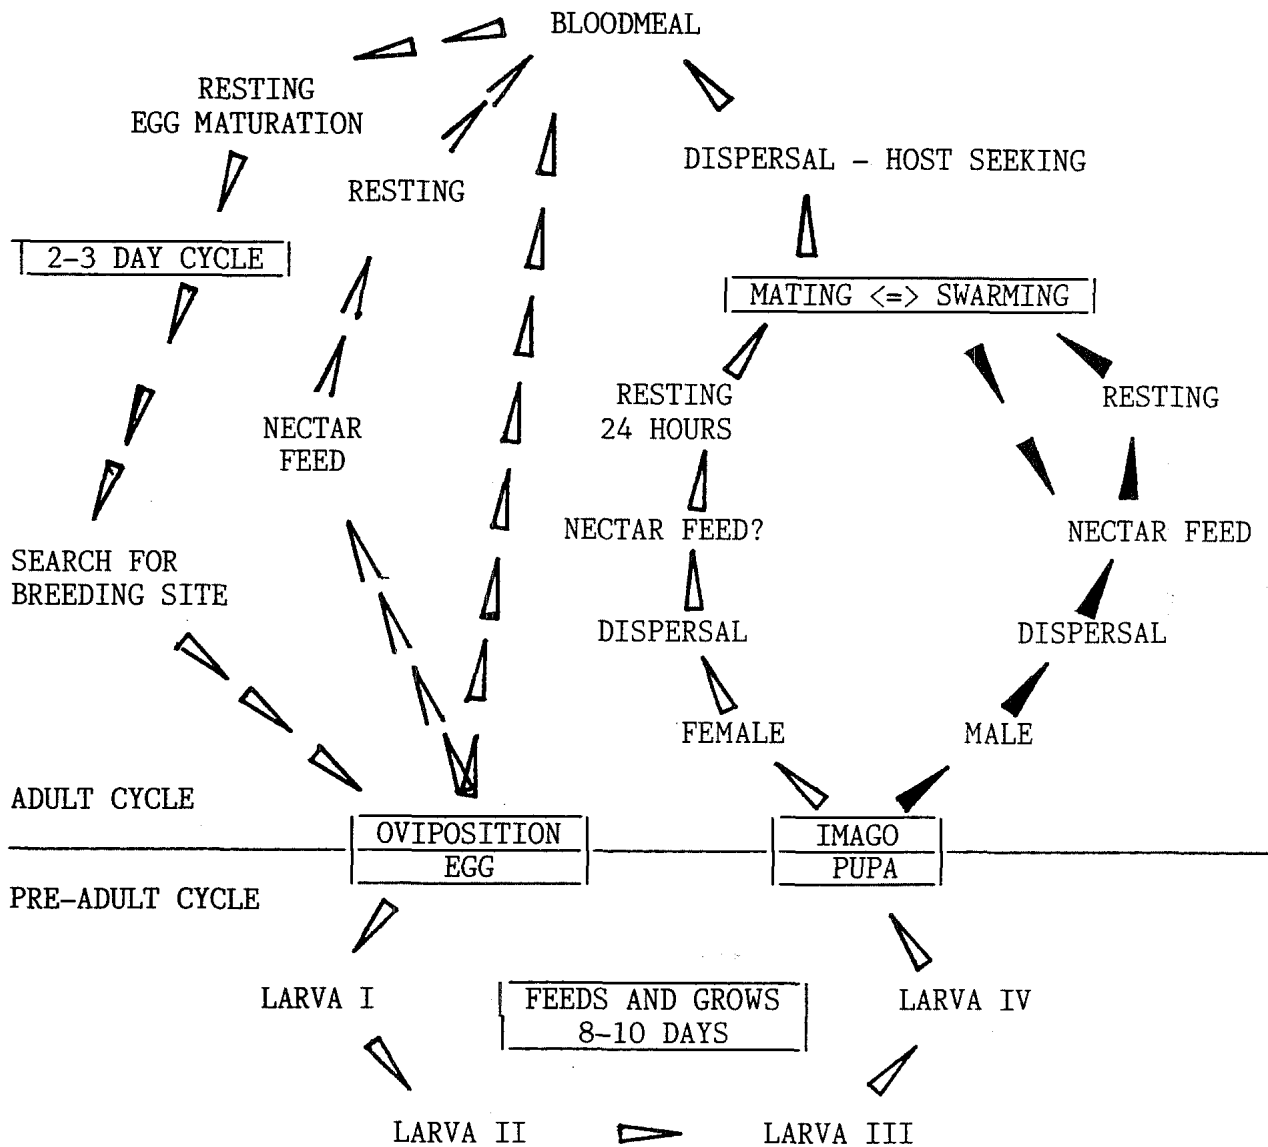 BLOODMEAL
RESTING
EGG MATURATION
RESTING
DISPERSAL - HOST SEEKING
2-3 DAY CYCLE
MATING <=> SWARMING
RESTING
24 HOURS
RESTING
NECTAR
FEED
NECTAR FEED?
NECTAR FEED
SEARCH FOR
BREEDING SITE
DISPERSAL
DISPERSAL
FEMALE
MALE
ADULT CYCLE
OVIPOSITION
EGG
IMAGO
PUPA
PRE-ADULT CYCLE
LARVA I
FEEDS AND GROWS
8-10 DAYS
LARVA IV
LARVA II
LARVA III